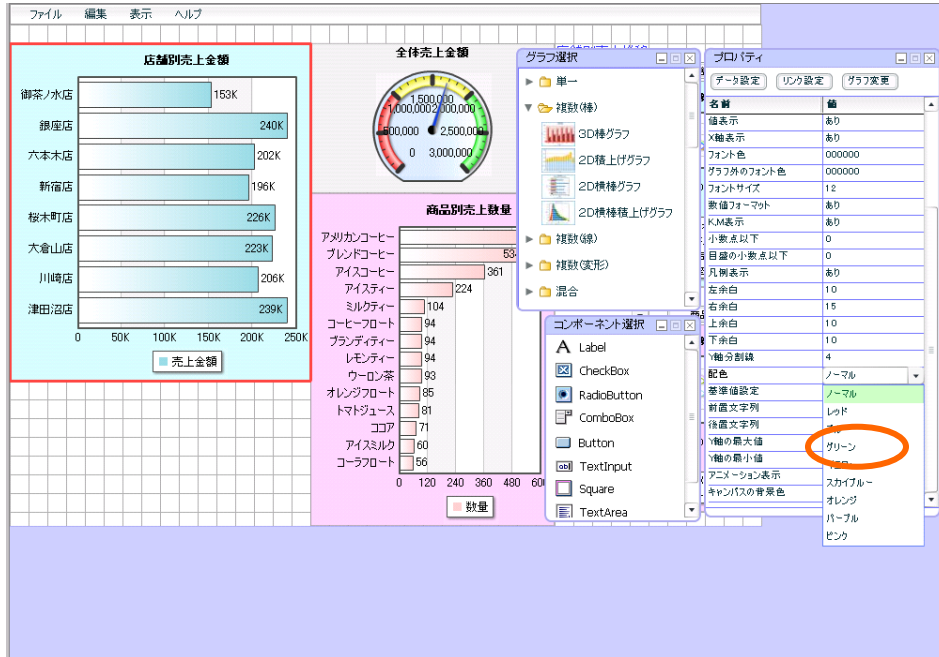 ファイル 編集 表示 ヘルプ
店舗別売上金額
御茶ノ水店 153K
銀座店 240K
六本木店 202K
新宿店 196K
桜木町店 226K
大倉山店 223K
川崎店 206K
津田沼店 239K
0 50K 100K 150K 200K 250K
売上金額
全体売上金額
1,500,000
1,000,000 2,000,000
500,000 2,500,000
0 3,000,000
商品別売上数量
アメリカンコーヒー
ブレンドコーヒー
アイスコーヒー 361
アイスティー 224
ミルクティー 104
コーヒーフロート 94
ブランディティー 94
レモンティー 94
ウーロン茶 93
オレンジフロート 85
トマトジュース 81
ココア 71
アイスミルク 60
コーラフロート 56
0 120 240 360 480
数量
グラフ選択
単一
複数(棒)
3D棒グラフ
2D積上げグラフ
2D横棒グラフ
2D横棒積上げグラフ
複数(線)
複数(変形)
混合
コンポーネント選択
A Label
CheckBox
RadioButton
ComboBox
Button
TextInput
Square
TextArea
プロパティ
データ設定 リンク設定 グラフ変更
名前 値
値表示 あり
X軸表示 あり
フォント色 000000
グラフ外のフォント色 000000
フォントサイズ 12
数値フォーマット あり
K,M表示 あり
小数点以下 0
目盛の小数点以下 0
凡例表示 あり
左余白 10
右余白 15
上余白 10
下余白 10
Y軸分割線 4
配色 ノーマル
基準値設定
前置文字列
後置文字列
Y軸の最大値
Y軸の最小値
アニメーション表示
キャンバスの背景色
ノーマル
レッド
グリーン
スカイブルー
オレンジ
パープル
ピンク